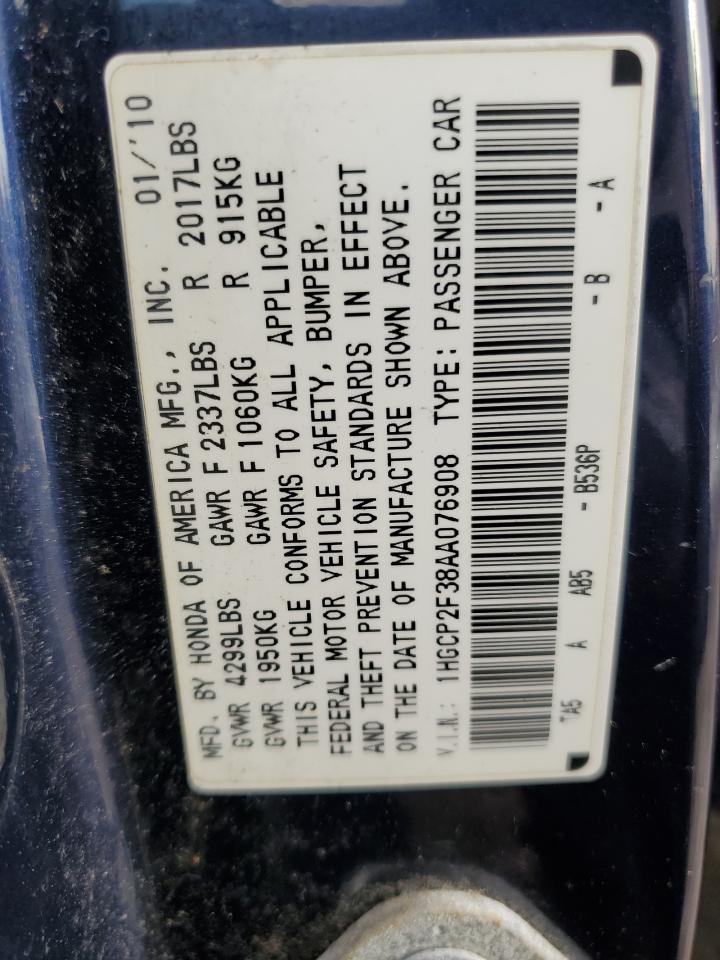 MFD. BY HONDA OF AMERICA MFG., INC. 01/'10
GVWR 4299LBS GAWR F 2337LBS R 2017LBS
GVWR 1950KG GAWR F 1060KG R 915KG
THIS VEHICLE CONFORMS TO ALL APPLICABLE
FEDERAL MOTOR VEHICLE SAFETY, BUMPER,
AND THEFT PREVENTION STANDARDS IN EFFECT
ON THE DATE OF MANUFACTURE SHOWN ABOVE.
V.I.N.: 1HGCP2F38AA076908 TYPE: PASSENGER CAR
TA5 A AB5 - B536P - B - A